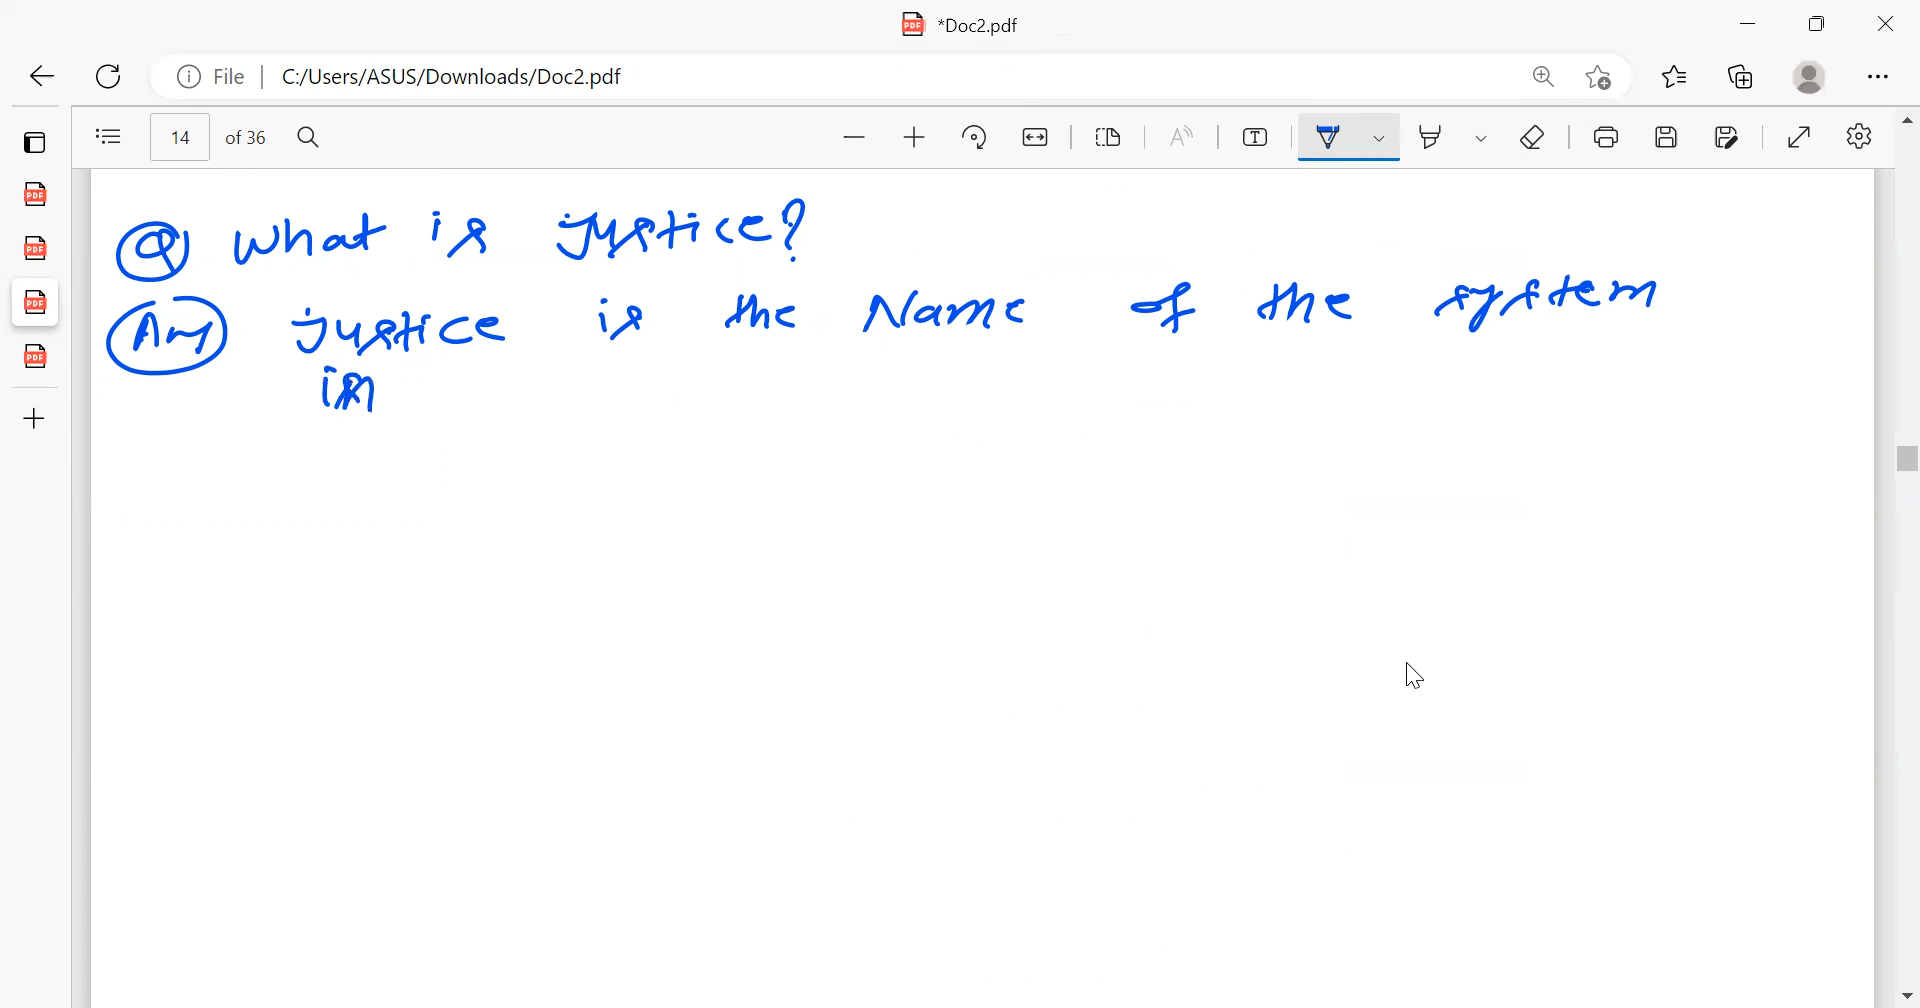 *Doc2.pdf
File C:/Users/ASUS/Downloads/Doc2.pdf
14 of 36
Q What is justice?
Ans justice is the Name of the system
in